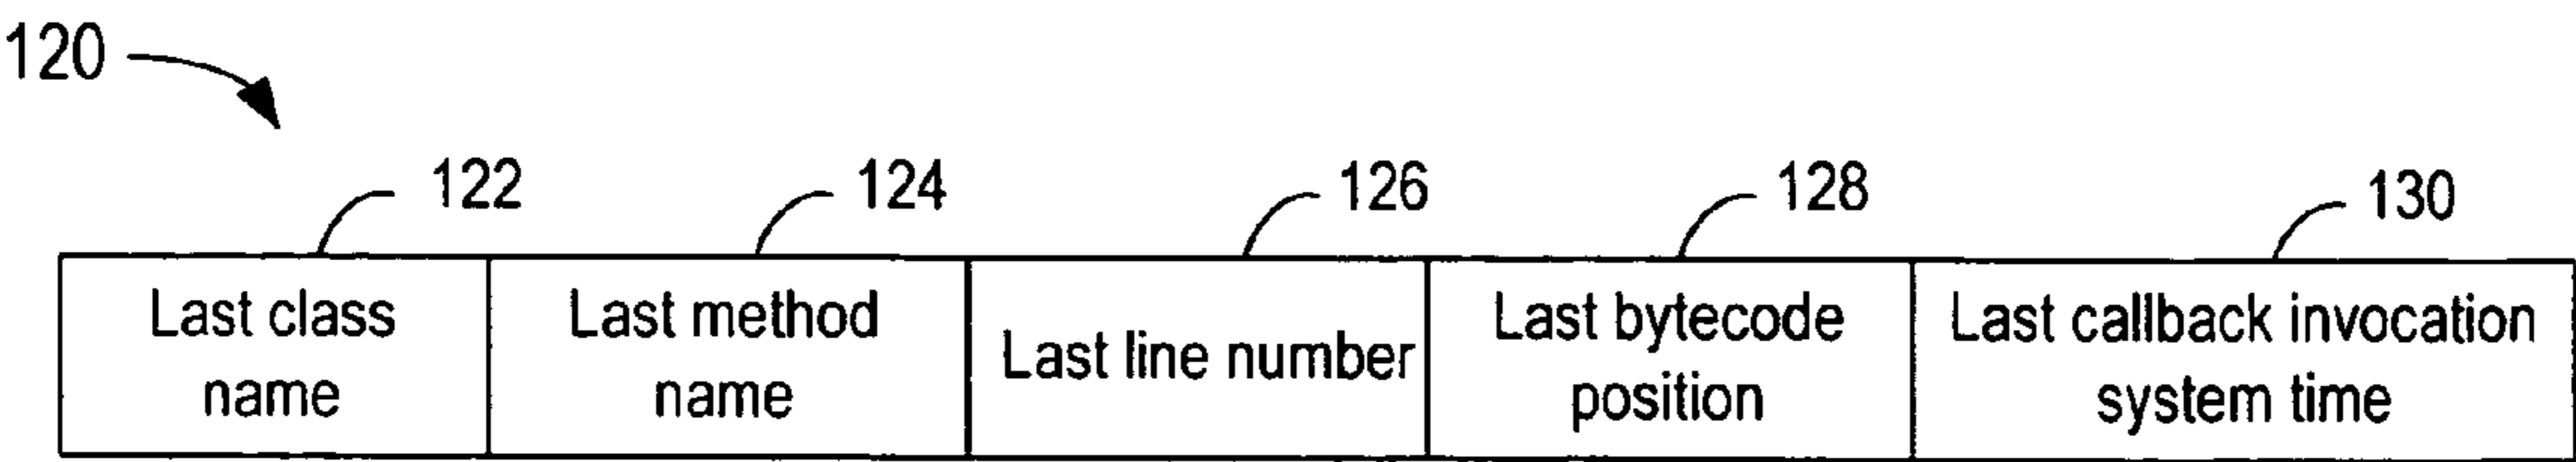 120
122
124
126
128
130
Last class
name
Last method
name
Last line number
Last bytecode
position
Last callback invocation
system time